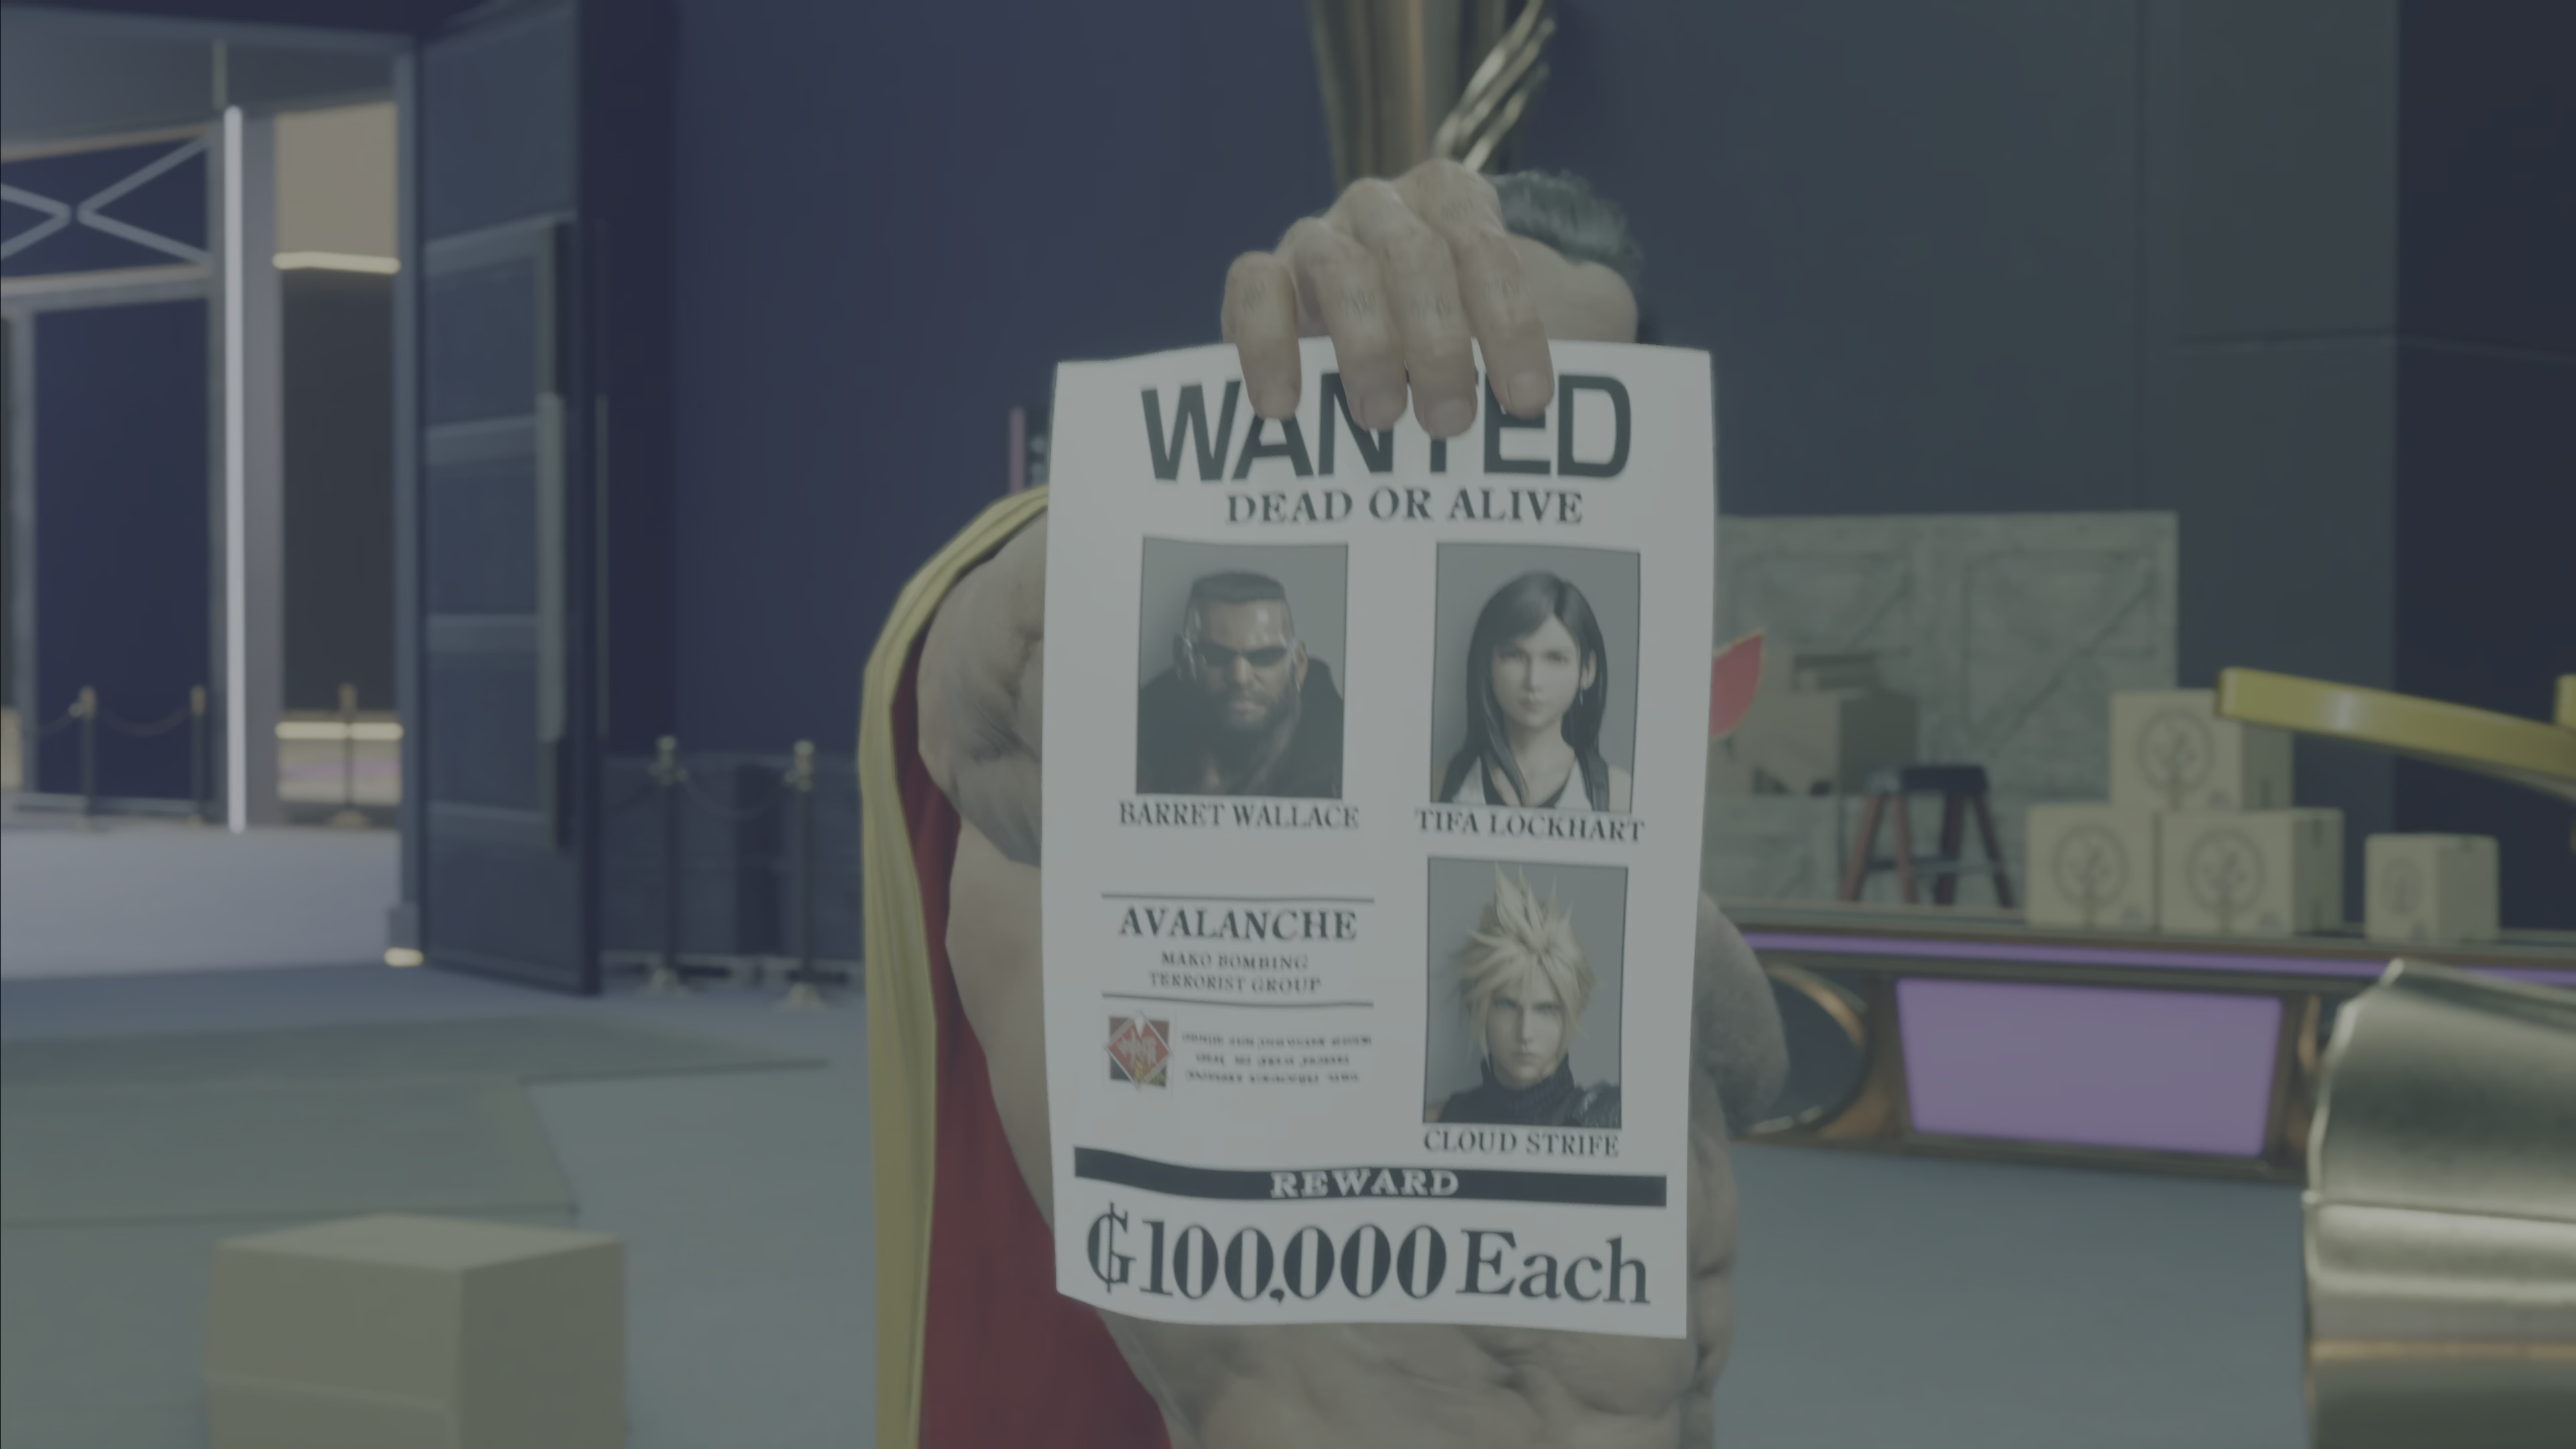 WANTED
DEAD OR ALIVE
BARRET WALLACE
TIFA LOCKHART
AVALANCHE
MAKO BOMBING
TERRORIST GROUP
CLOUD STRIFE
REWARD
₲100,000 Each